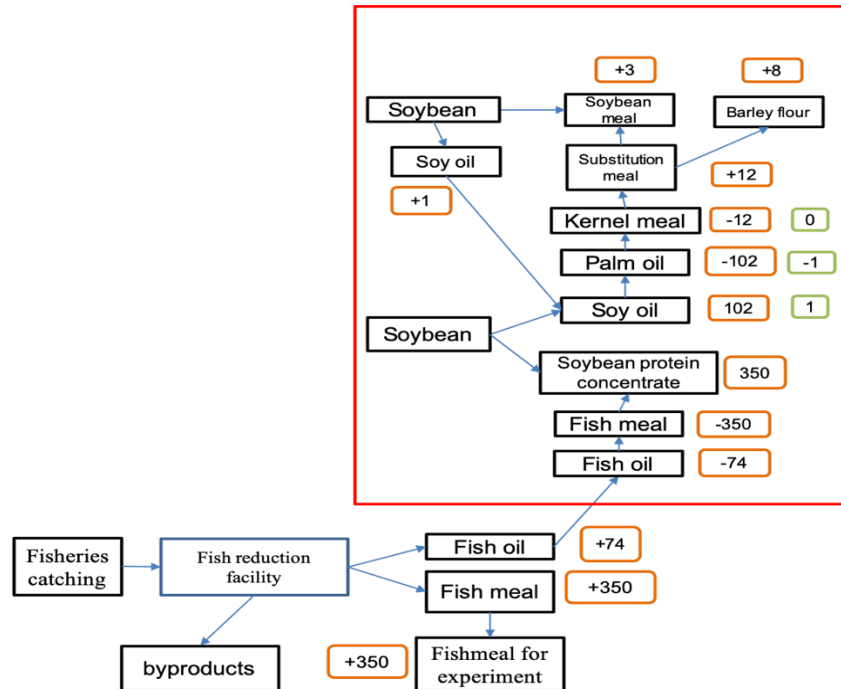 +3
+8
Soybean
Soybean
meal
Barley flour
Soy oil
Substitution
meal
+12
+1
Kernel meal
-12
0
Palm oil
-102
-1
Soy oil
102
1
Soybean
Soybean protein
concentrate
350
Fish meal
-350
Fish oil
-74
Fisheries
catching
Fish reduction
facility
Fish oil
+74
Fish meal
+350
byproducts
+350
Fishmeal for
experiment